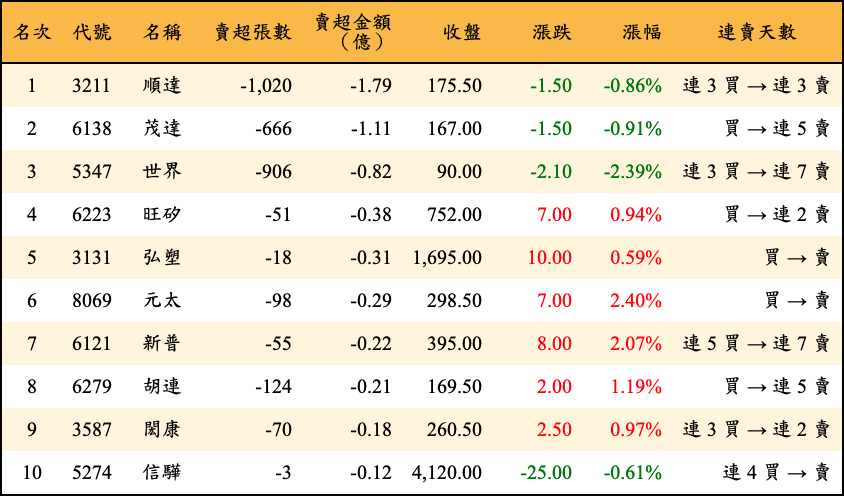 名次 代號 名稱 賣超張數 賣超金額（億） 收盤 漲跌 漲幅 連賣天數
1 3211 順達 -1,020 -1.79 175.50 -1.50 -0.86% 連 3 買 → 連 3 賣
2 6138 茂達 -666 -1.11 167.00 -1.50 -0.91% 買 → 連 5 賣
3 5347 世界 -906 -0.82 90.00 -2.10 -2.39% 連 3 買 → 連 7 賣
4 6223 旺矽 -51 -0.38 752.00 7.00 0.94% 買 → 連 2 賣
5 3131 弘塑 -18 -0.31 1,695.00 10.00 0.59% 買 → 賣
6 8069 元太 -98 -0.29 298.50 7.00 2.40% 買 → 賣
7 6121 新普 -55 -0.22 395.00 8.00 2.07% 連 5 買 → 連 7 賣
8 6279 胡連 -124 -0.21 169.50 2.00 1.19% 買 → 連 5 賣
9 3587 閎康 -70 -0.18 260.50 2.50 0.97% 連 3 買 → 連 2 賣
10 5274 信驊 -3 -0.12 4,120.00 -25.00 -0.61% 連 4 買 → 賣